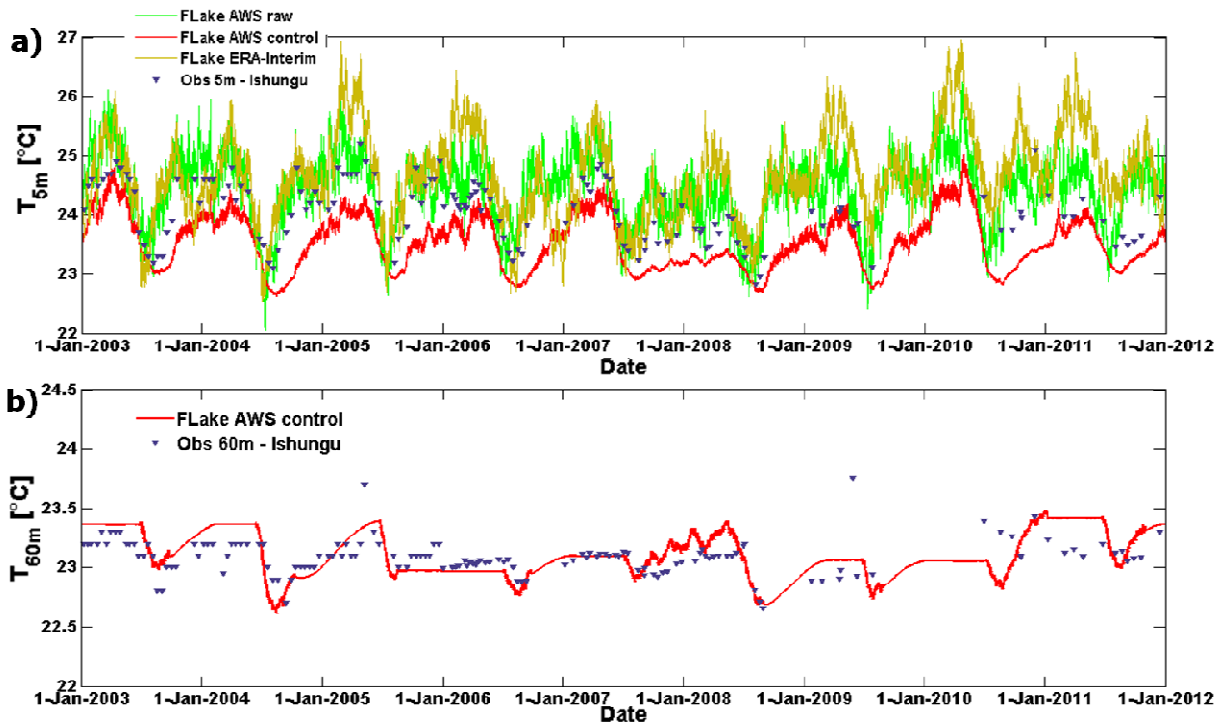 a)
FLake AWS raw
FLake AWS control
FLake ERA-Interim
Obs 5m - Ishungu
27
26
25
24
23
22
T5m [°C]
1-Jan-2003 1-Jan-2004 1-Jan-2005 1-Jan-2006 1-Jan-2007 1-Jan-2008 1-Jan-2009 1-Jan-2010 1-Jan-2011 1-Jan-2012
Date
b)
FLake AWS control
Obs 60m - Ishungu
24.5
24
23.5
23
22.5
22
T60m [°C]
1-Jan-2003 1-Jan-2004 1-Jan-2005 1-Jan-2006 1-Jan-2007 1-Jan-2008 1-Jan-2009 1-Jan-2010 1-Jan-2011 1-Jan-2012
Date